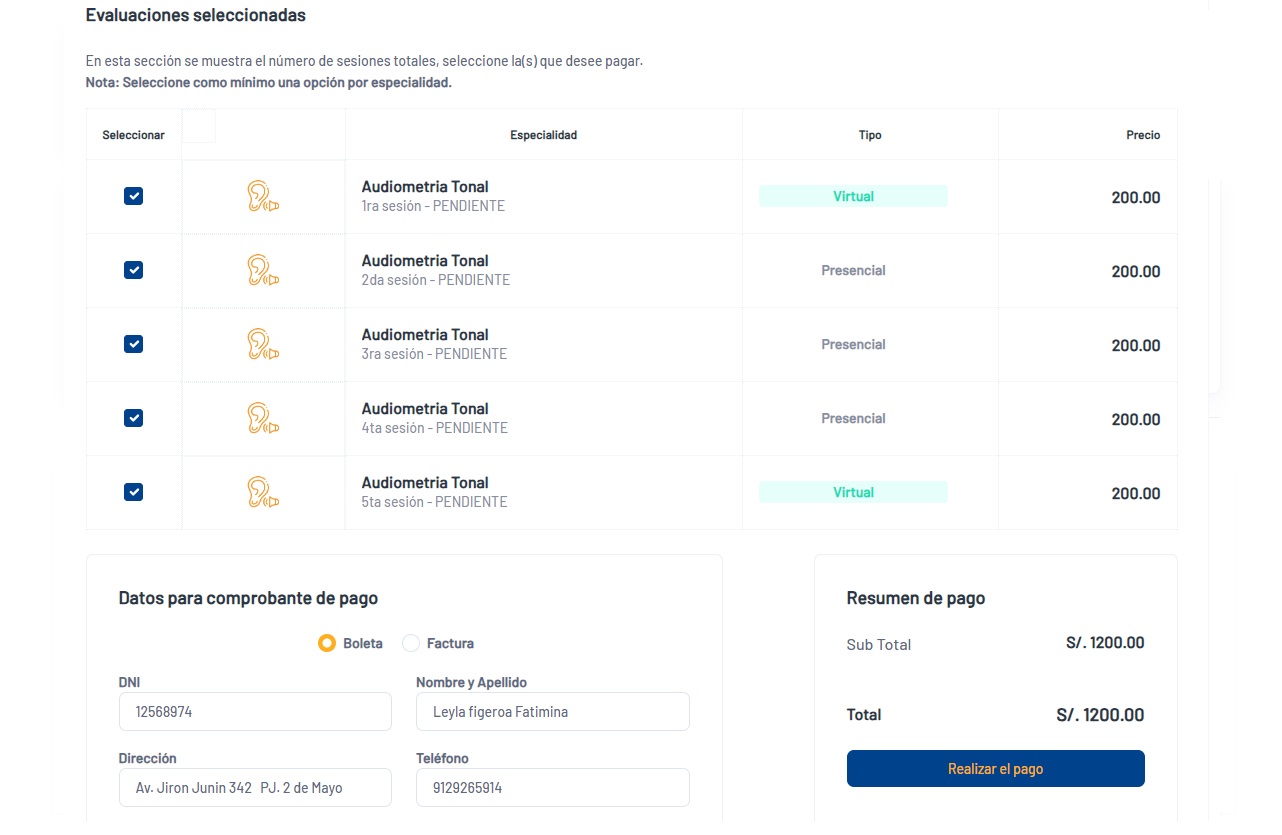 Evaluaciones seleccionadas
En esta sección se muestra el número de sesiones totales, seleccione la(s) que desee pagar.
Nota: Seleccione como mínimo una opción por especialidad.
Seleccionar Especialidad Tipo Precio
Audiometria Tonal
1ra sesión - PENDIENTE
Virtual
200.00
Audiometria Tonal
2da sesión - PENDIENTE
Presencial
200.00
Audiometria Tonal
3ra sesión - PENDIENTE
Presencial
200.00
Audiometria Tonal
4ta sesión - PENDIENTE
Presencial
200.00
Audiometria Tonal
5ta sesión - PENDIENTE
Virtual
200.00
Datos para comprobante de pago
Boleta Factura
DNI
12568974
Nombre y Apellido
Leyla figeroa Fatimina
Dirección
Av. Jiron Junin 342 PJ. 2 de Mayo
Teléfono
9129265914
Resumen de pago
Sub Total S/. 1200.00
Total S/. 1200.00
Realizar el pago